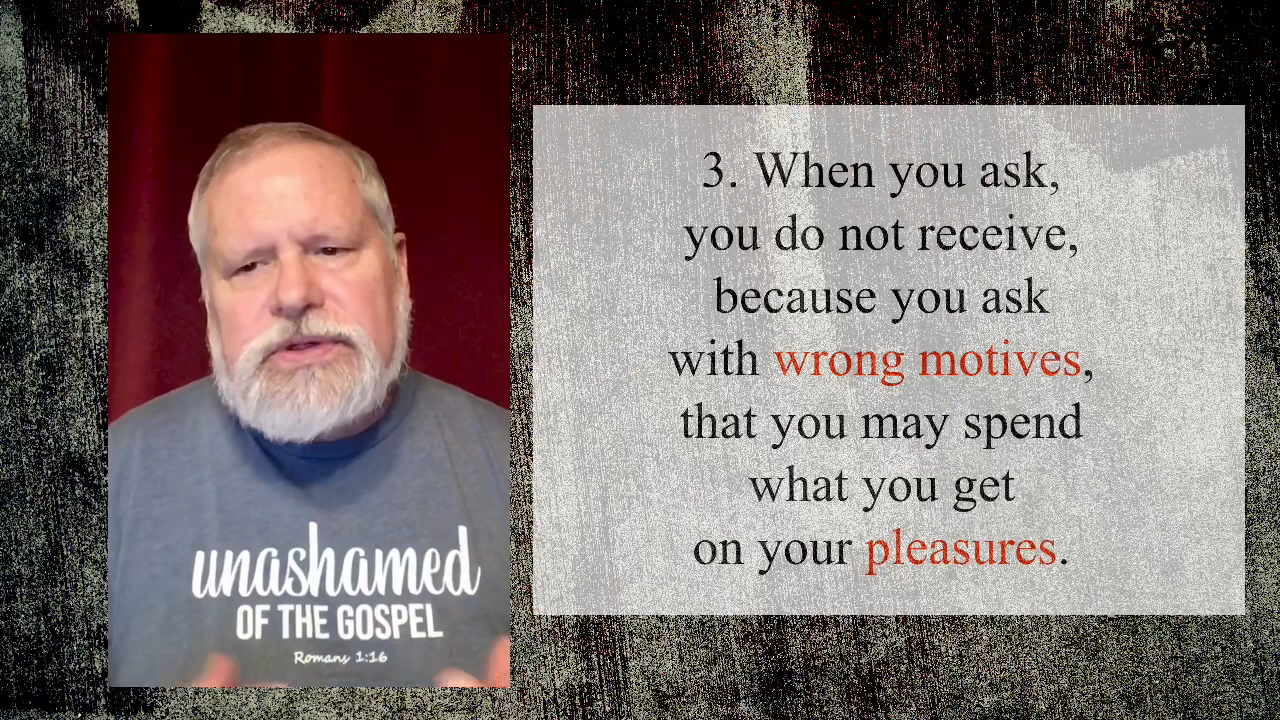 unashamed
OF THE GOSPEL
Romans 1:16
3. When you ask,
you do not receive,
because you ask
with wrong motives,
that you may spend
what you get
on your pleasures.